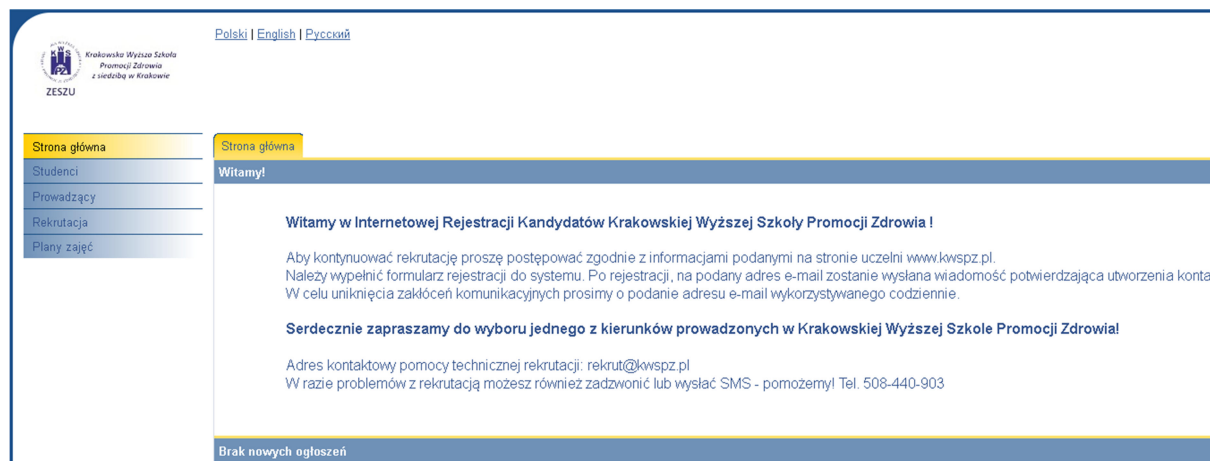 Polski | English | Русский
K W S
PZ
Krakowska Wyższa Szkoła
Promocji Zdrowia
z siedzibą w Krakowie
ZESZU
Strona główna
Studenci
Prowadzący
Rekrutacja
Plany zajęć
Strona główna
Witamy!
Witamy w Internetowej Rejestracji Kandydatów Krakowskiej Wyższej Szkoły Promocji Zdrowia !
Aby kontynuować rekrutację proszę postępować zgodnie z informacjami podanymi na stronie uczelni www.kwspz.pl.
Należy wypełnić formularz rejestracji do systemu. Po rejestracji, na podany adres e-mail zostanie wysłana wiadomość potwierdzająca utworzenia konta
W celu uniknięcia zakłóceń komunikacyjnych prosimy o podanie adresu e-mail wykorzystywanego codziennie.
Serdecznie zapraszamy do wyboru jednego z kierunków prowadzonych w Krakowskiej Wyższej Szkole Promocji Zdrowia!
Adres kontaktowy pomocy technicznej rekrutacji: rekrut@kwspz.pl
W razie problemów z rekrutacją możesz również zadzwonić lub wysłać SMS - pomożemy! Tel. 508-440-903
Brak nowych ogłoszeń